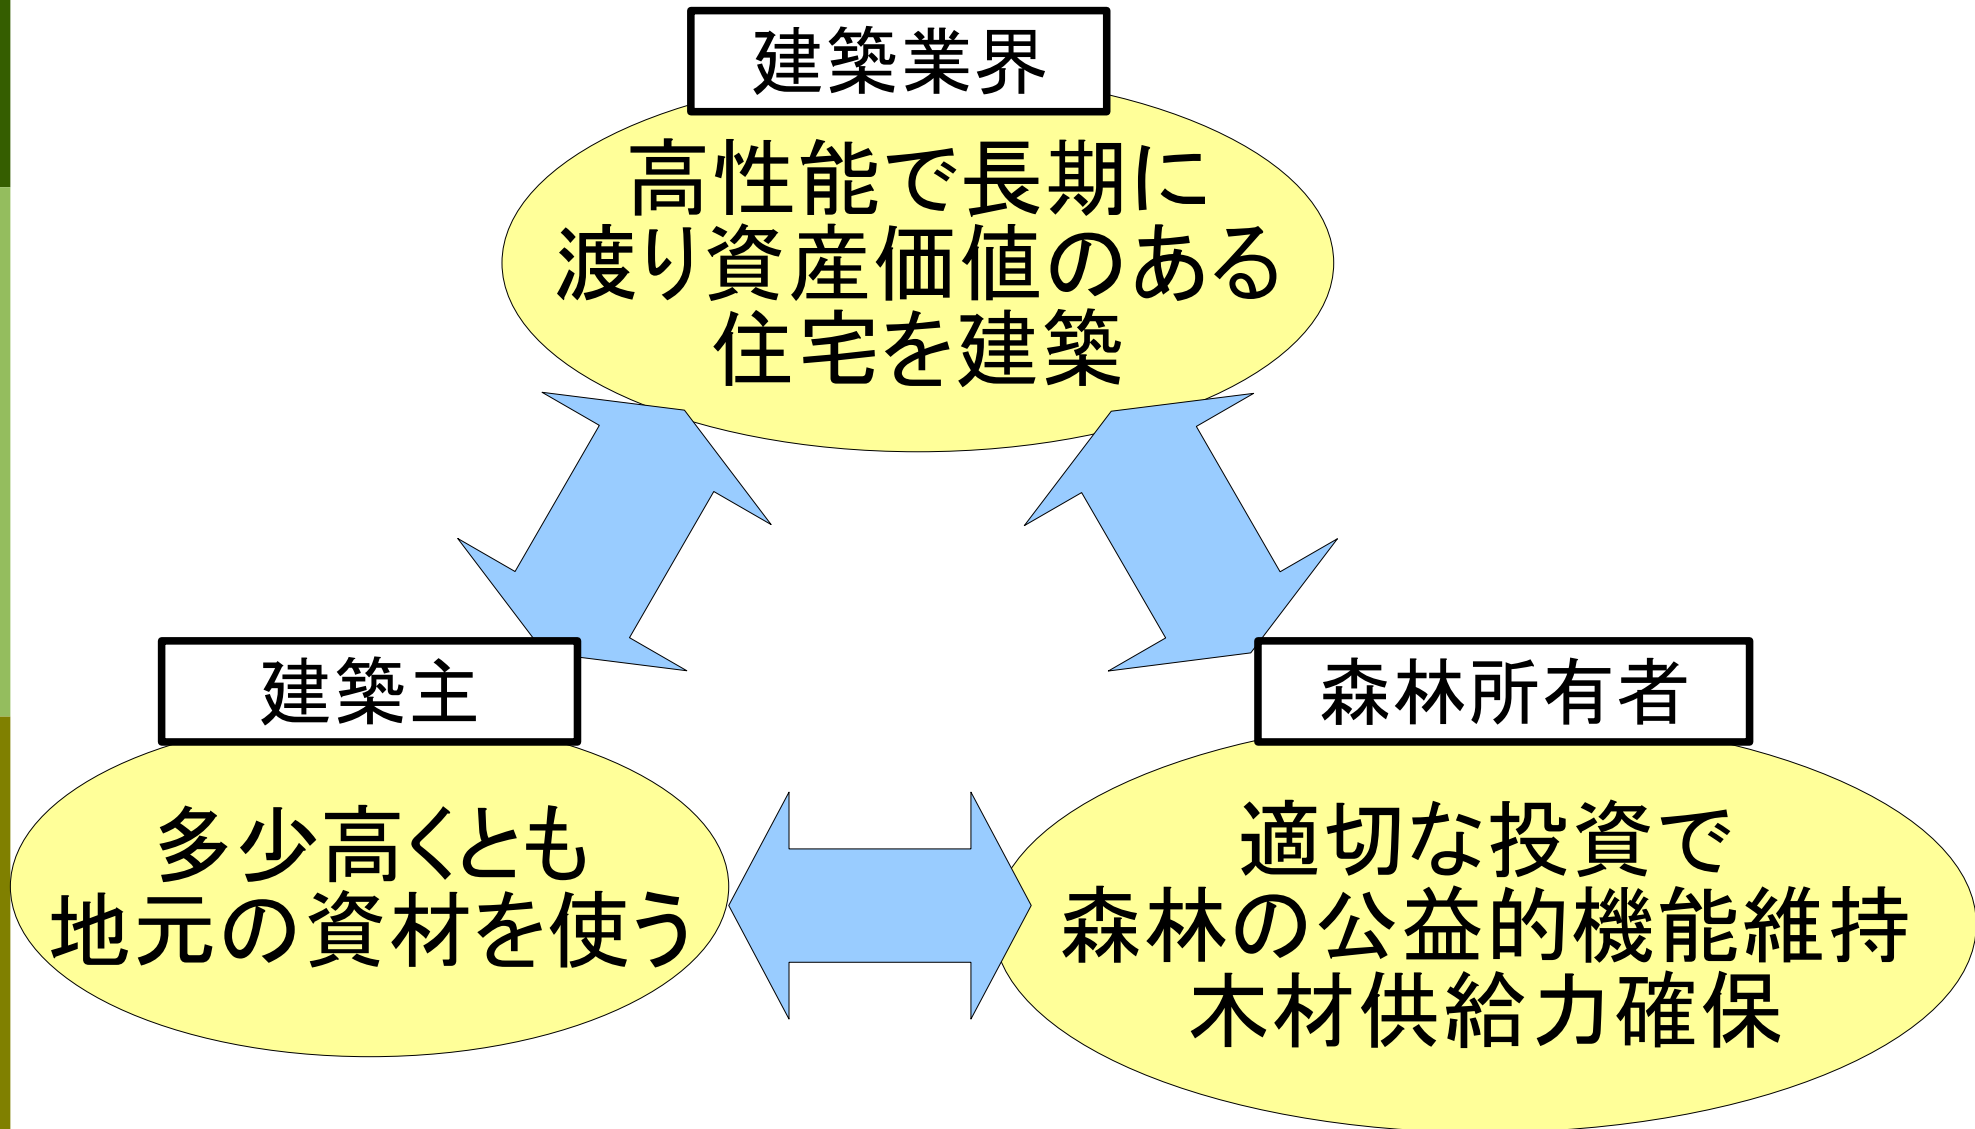 建築業界
高性能で長期に
渡り資産価値のある
住宅を建築
建築主
多少高くとも
地元の資材を使う
森林所有者
適切な投資で
森林の公益的機能維持
木材供給力確保